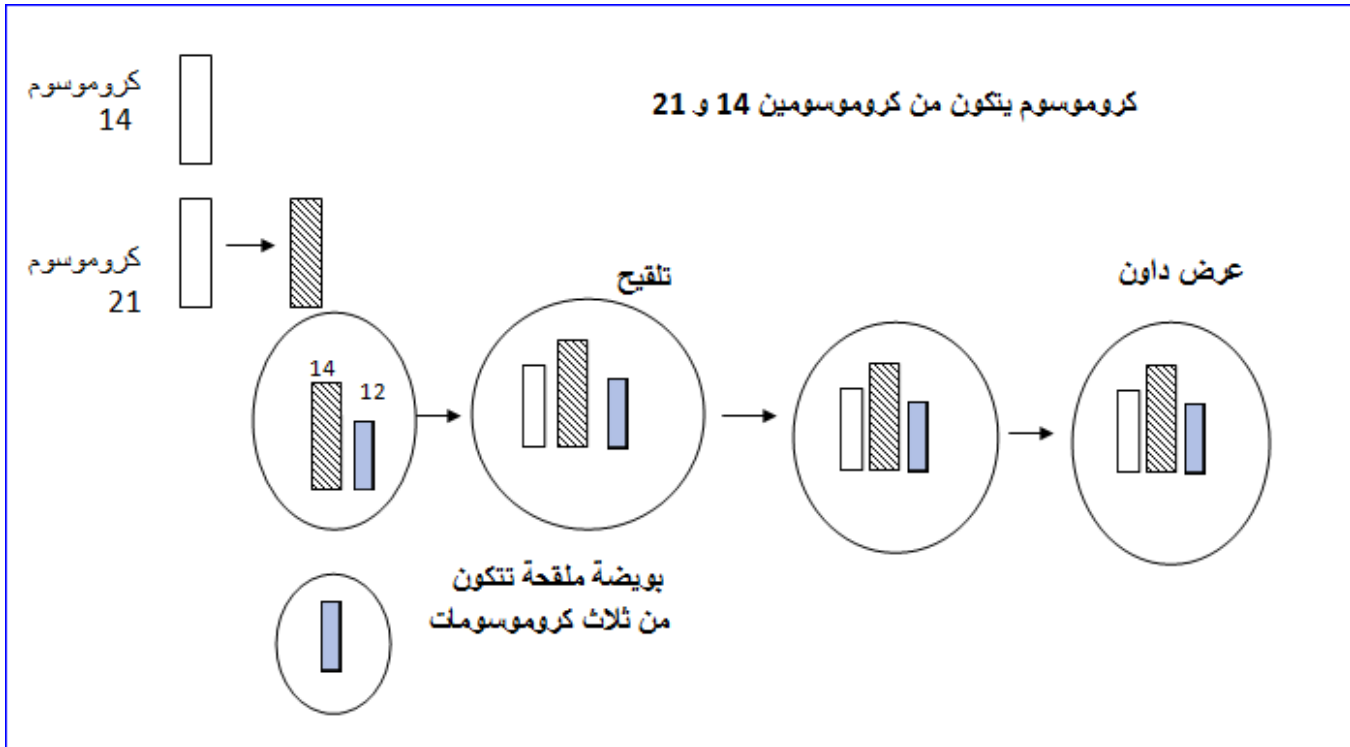 كروموسوم يتكون من كروموسومين 14 و 21
كروموسوم
14
كروموسوم
21
تلقيح
عرض داون
14
12
بويضة ملقحة تتكون
من ثلاث كروموسومات